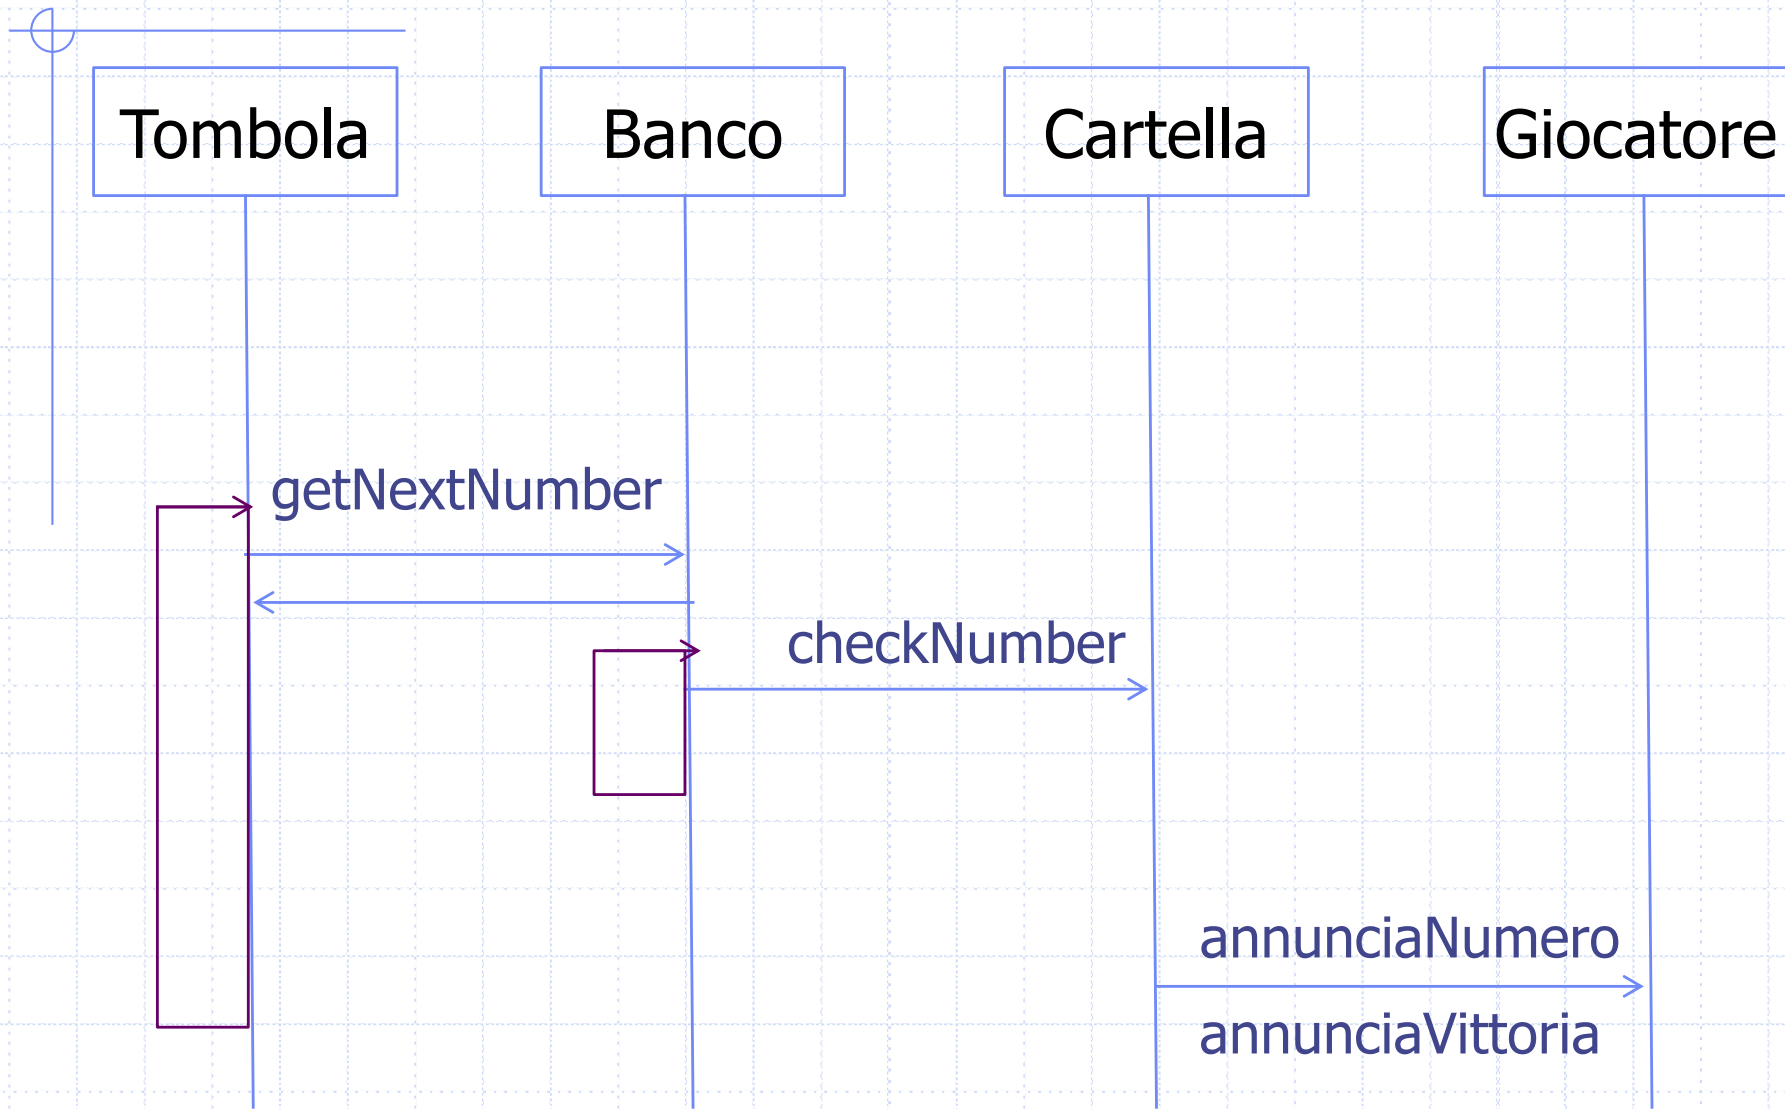 Tombola
Banco
Cartella
Giocatore
getNextNumber
checkNumber
annunciaNumero
annunciaVittoria